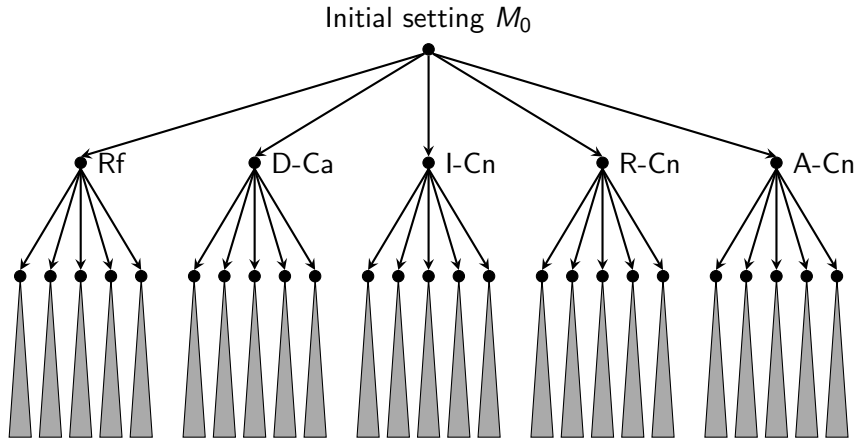 Initial setting M₀
Rf
D-Ca
I-Cn
R-Cn
A-Cn